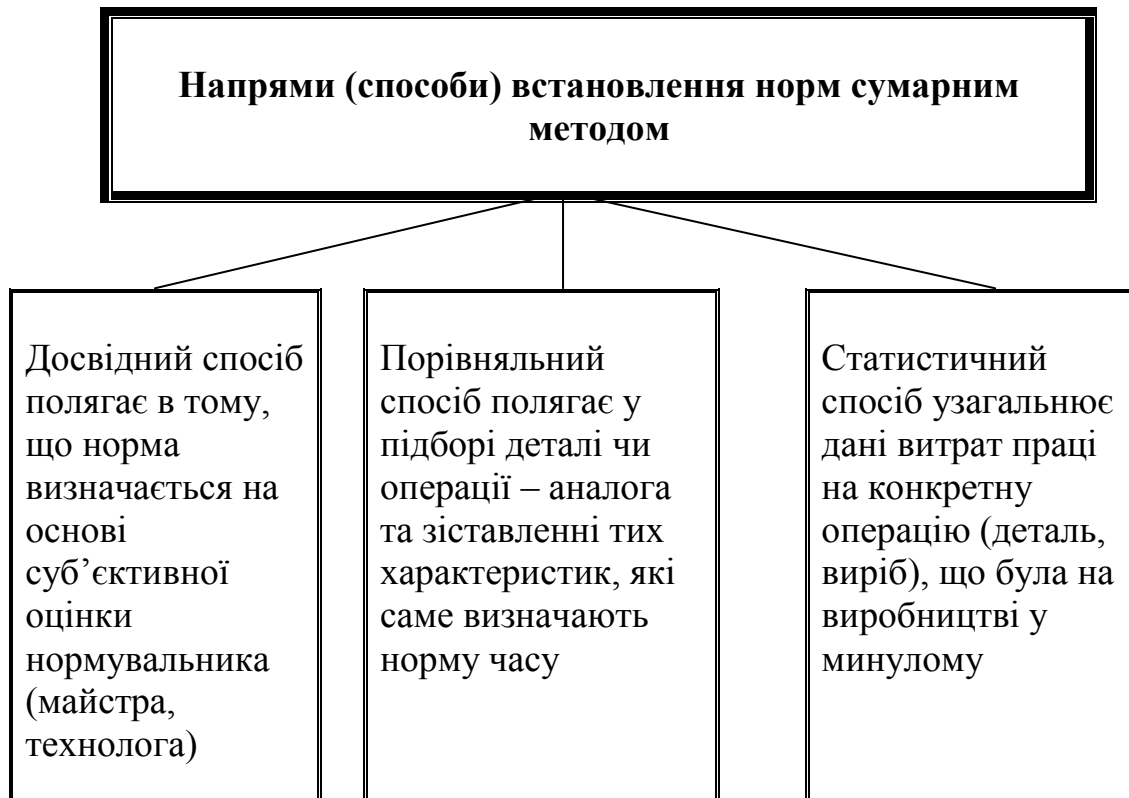 Напрями (способи) встановлення норм сумарним
методом
Досвідний спосіб
полягає в тому,
що норма
визначається на
основі
суб’єктивної
оцінки
нормувальника
(майстра,
технолога)
Порівняльний
спосіб полягає у
підборі деталі чи
операції – аналога
та зіставленні тих
характеристик, які
саме визначають
норму часу
Статистичний
спосіб узагальнює
дані витрат праці
на конкретну
операцію (деталь,
виріб), що була на
виробництві у
минулому